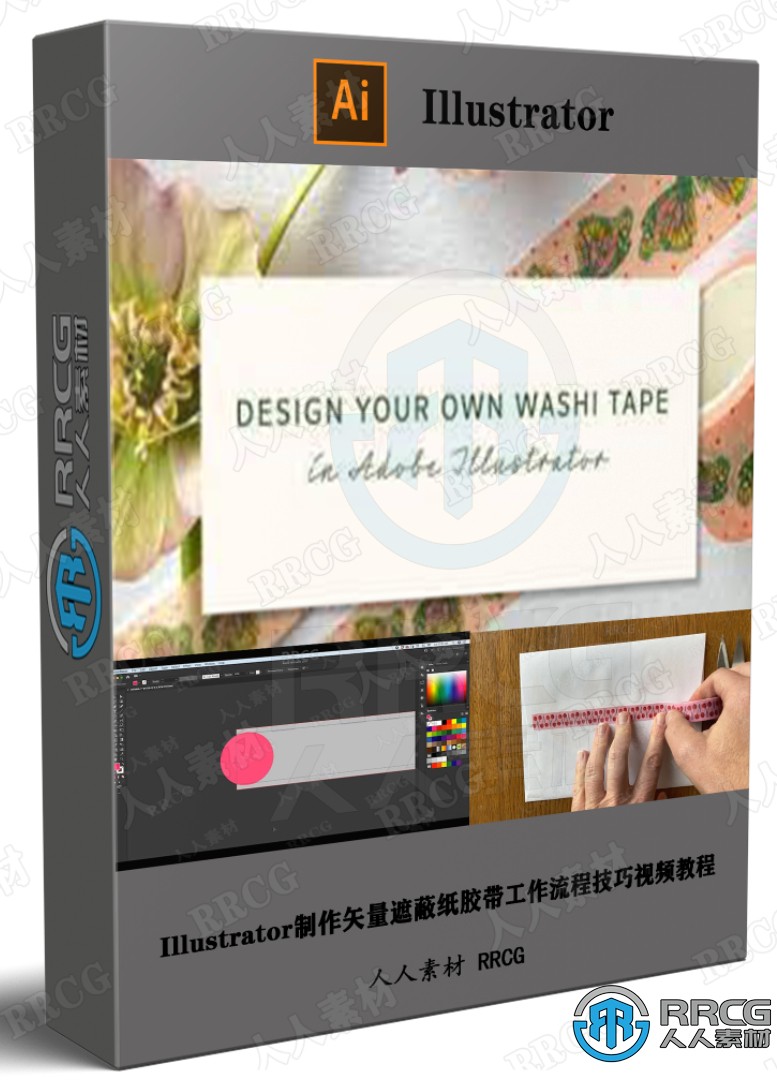 Ai Illustrator
DESIGN YOUR OWN WASHI TAPE
in Adobe Illustrator
RRCG
人人素材
Illustrator制作矢量遮蔽纸胶带工作流程技巧视频教程
人人素材 RRCG
RRCG
人人素材